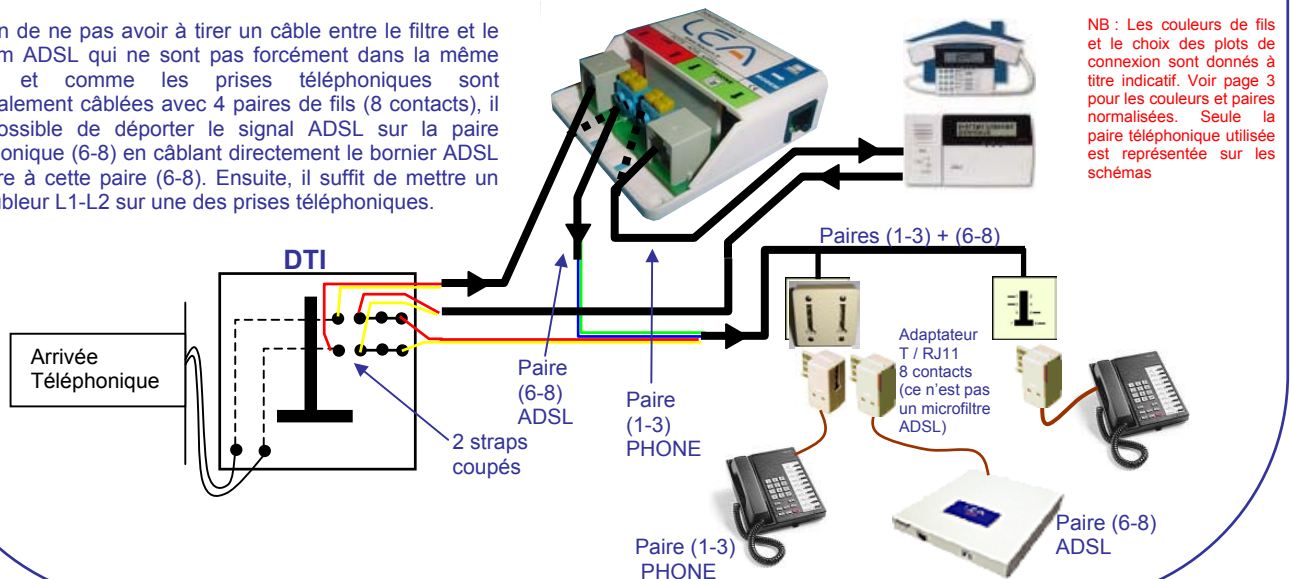 n de ne pas avoir à tirer un câble entre le filtre et le
m ADSL qui ne sont pas forcément dans la même
et comme les prises téléphoniques sont
alement câblées avec 4 paires de fils (8 contacts), il
ossible de déporter le signal ADSL sur la paire
onique (6-8) en câblant directement le bornier ADSL
re à cette paire (6-8). Ensuite, il suffit de mettre un
ubleur L1-L2 sur une des prises téléphoniques.
LEA
NB : Les couleurs de fils
et le choix des plots de
connexion sont donnés à
titre indicatif. Voir page 3
pour les couleurs et paires
normalisées. Seule la
paire téléphonique utilisée
est représentée sur les
schémas
Paires (1-3) + (6-8)
DTI
Arrivée
Téléphonique
2 straps
coupés
Paire
(6-8)
ADSL
Paire
(1-3)
PHONE
Adaptateur
T / RJ11
8 contacts
(ce n'est pas
un microfiltre
ADSL)
Paire (1-3)
PHONE
LEA
Paire (6-8)
ADSL